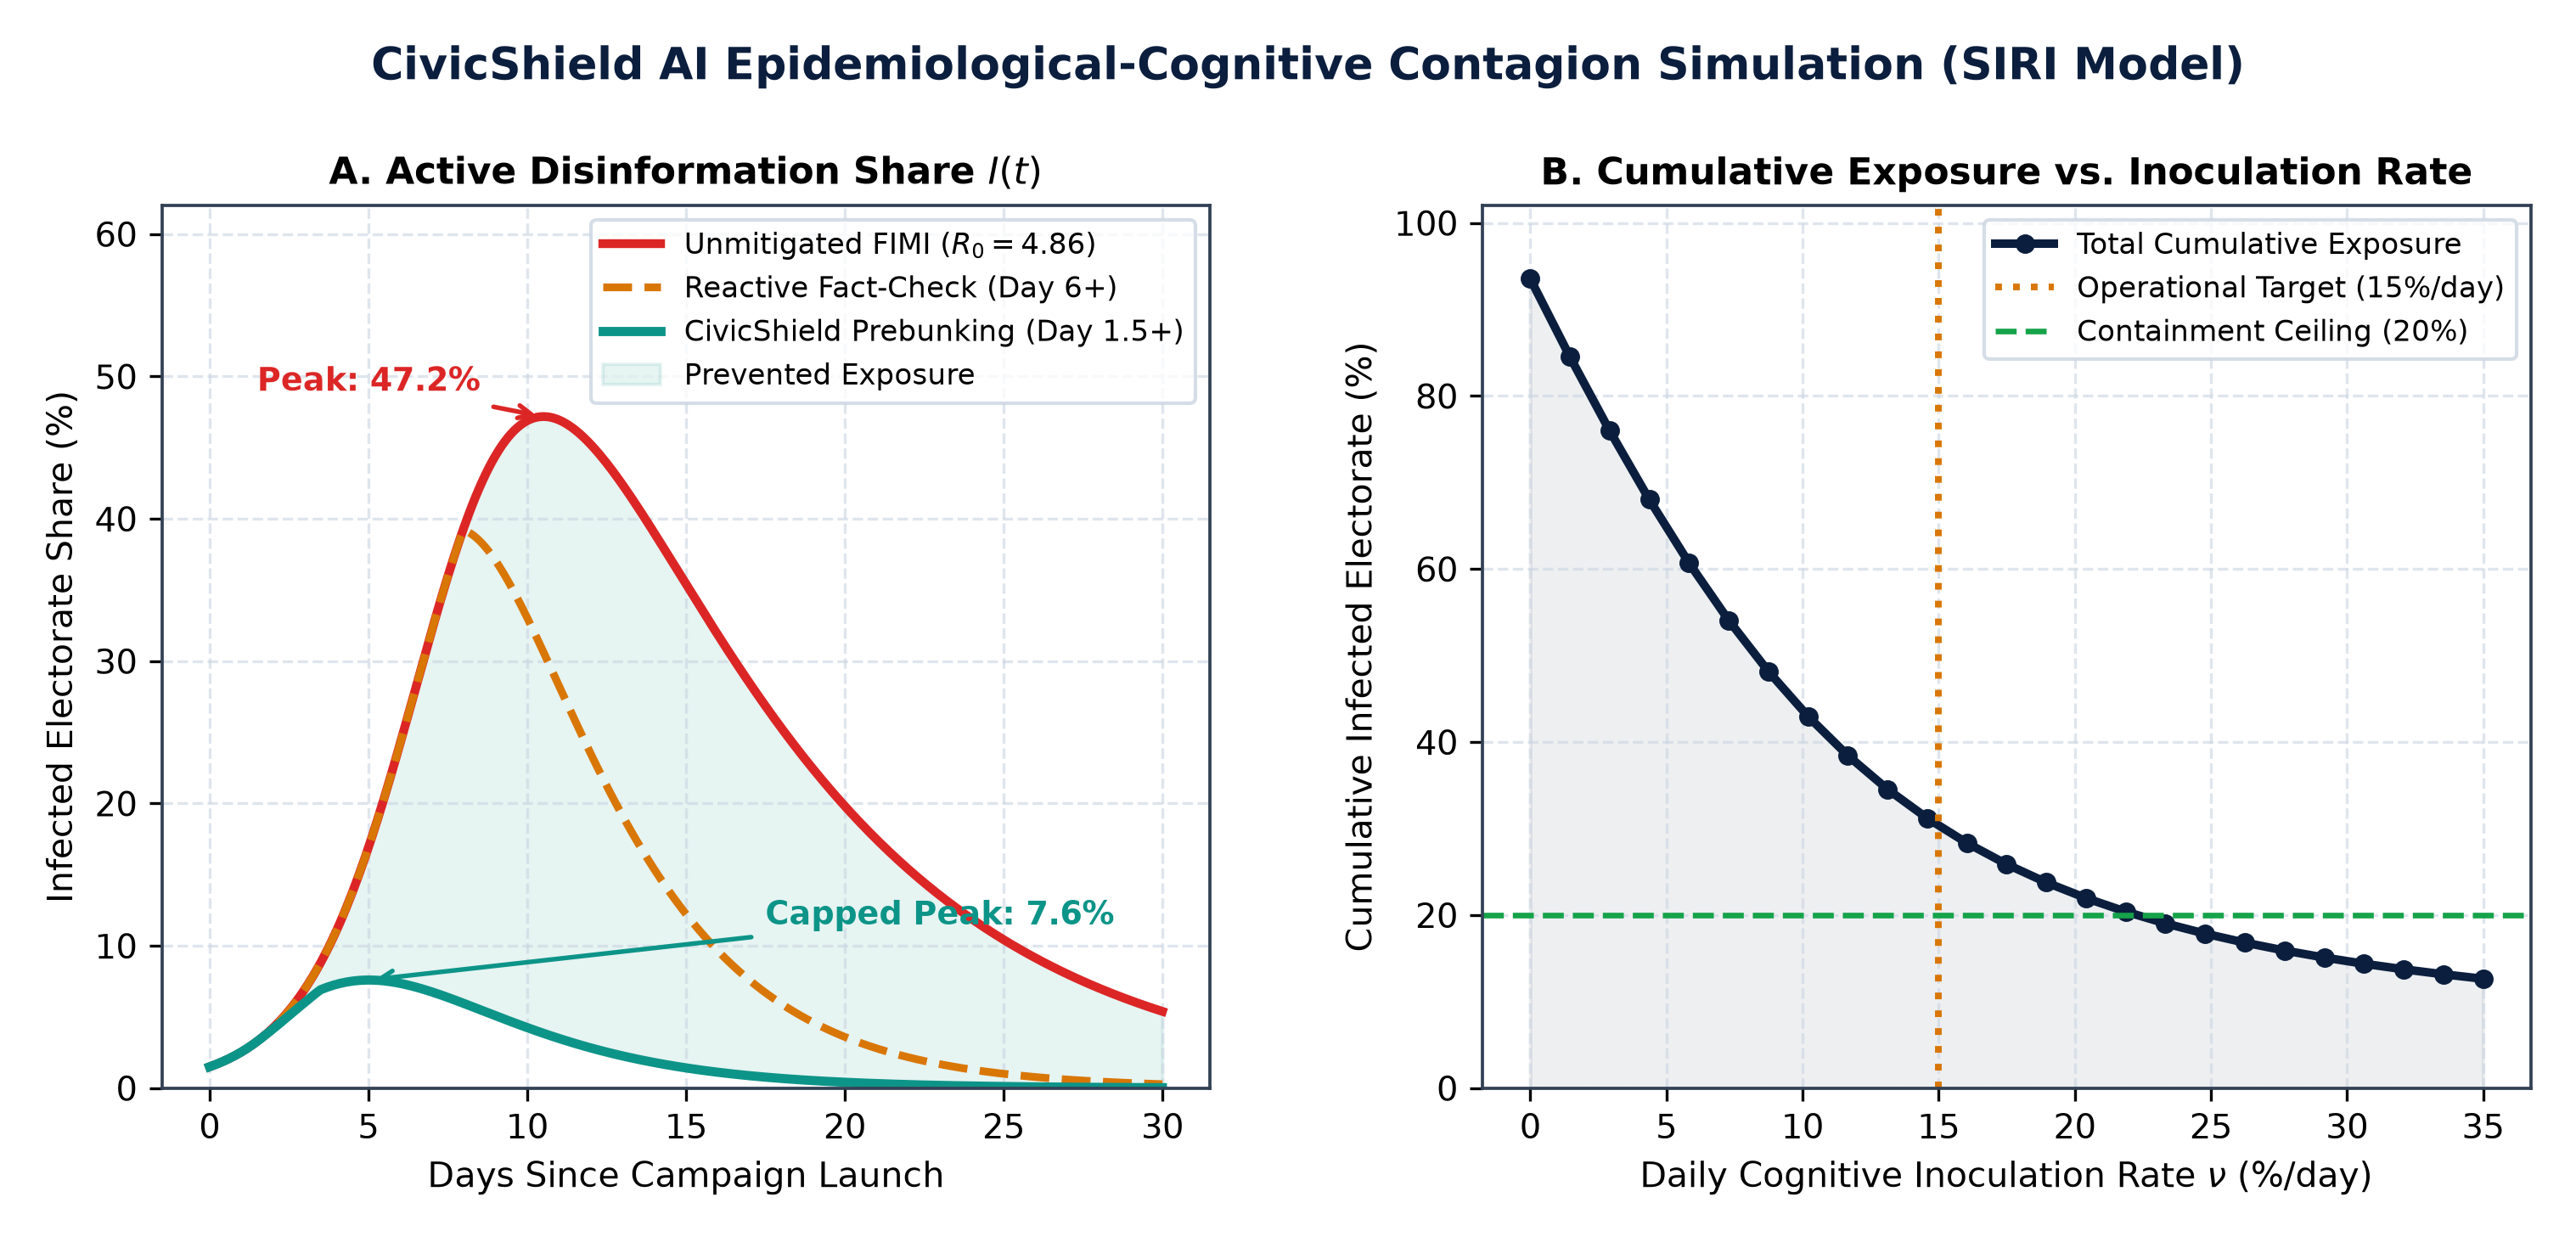 CivicShield AI Epidemiological-Cognitive Contagion Simulation (SIRI Model)
A. Active Disinformation Share I(t)
Infected Electorate Share (%)
60
50
40
30
20
10
0
Unmitigated FIMI (R₀ = 4.86)
Reactive Fact-Check (Day 6+)
CivicShield Prebunking (Day 1.5+)
Prevented Exposure
Peak: 47.2%
Capped Peak: 7.6%
0 5 10 15 20 25 30
Days Since Campaign Launch
B. Cumulative Exposure vs. Inoculation Rate
Cumulative Infected Electorate (%)
100
80
60
40
20
0
Total Cumulative Exposure
Operational Target (15%/day)
Containment Ceiling (20%)
0 5 10 15 20 25 30 35
Daily Cognitive Inoculation Rate ν (%/day)